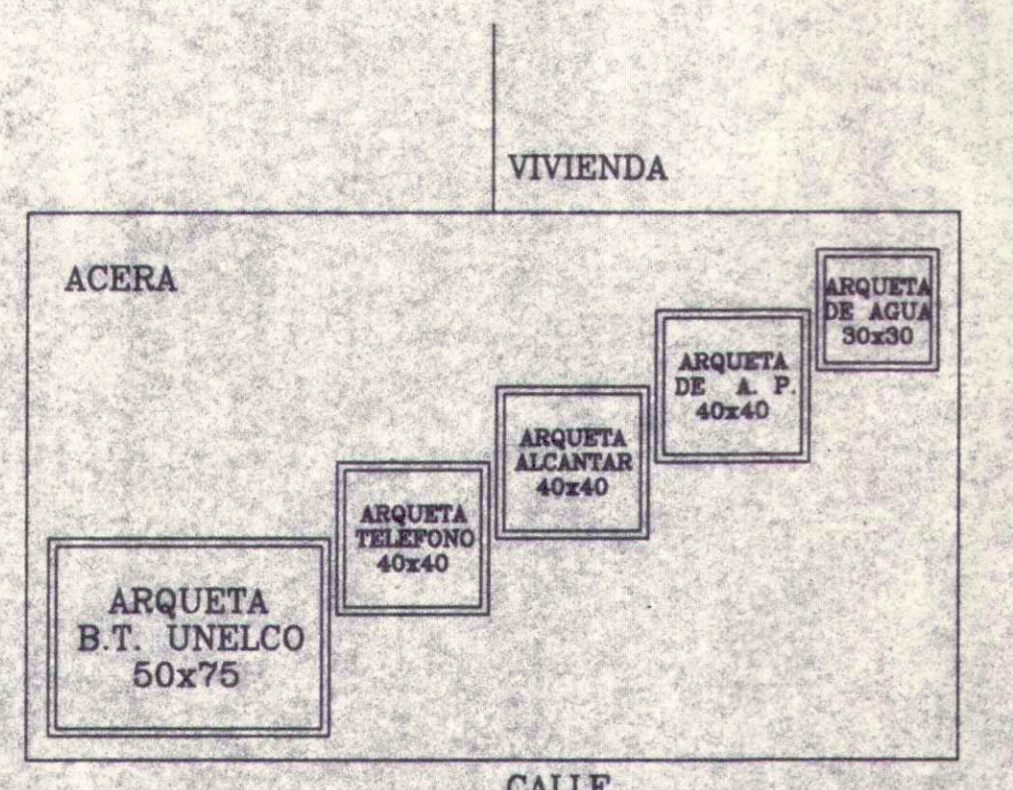 VIVIENDA
ACERA
ARQUETA
DE AGUA
30x30
ARQUETA
DE A. P.
40x40
ARQUETA
ALCANTAR
40x40
ARQUETA
TELEFONO
40x40
ARQUETA
B.T. UNELCO
50x75
CALLE